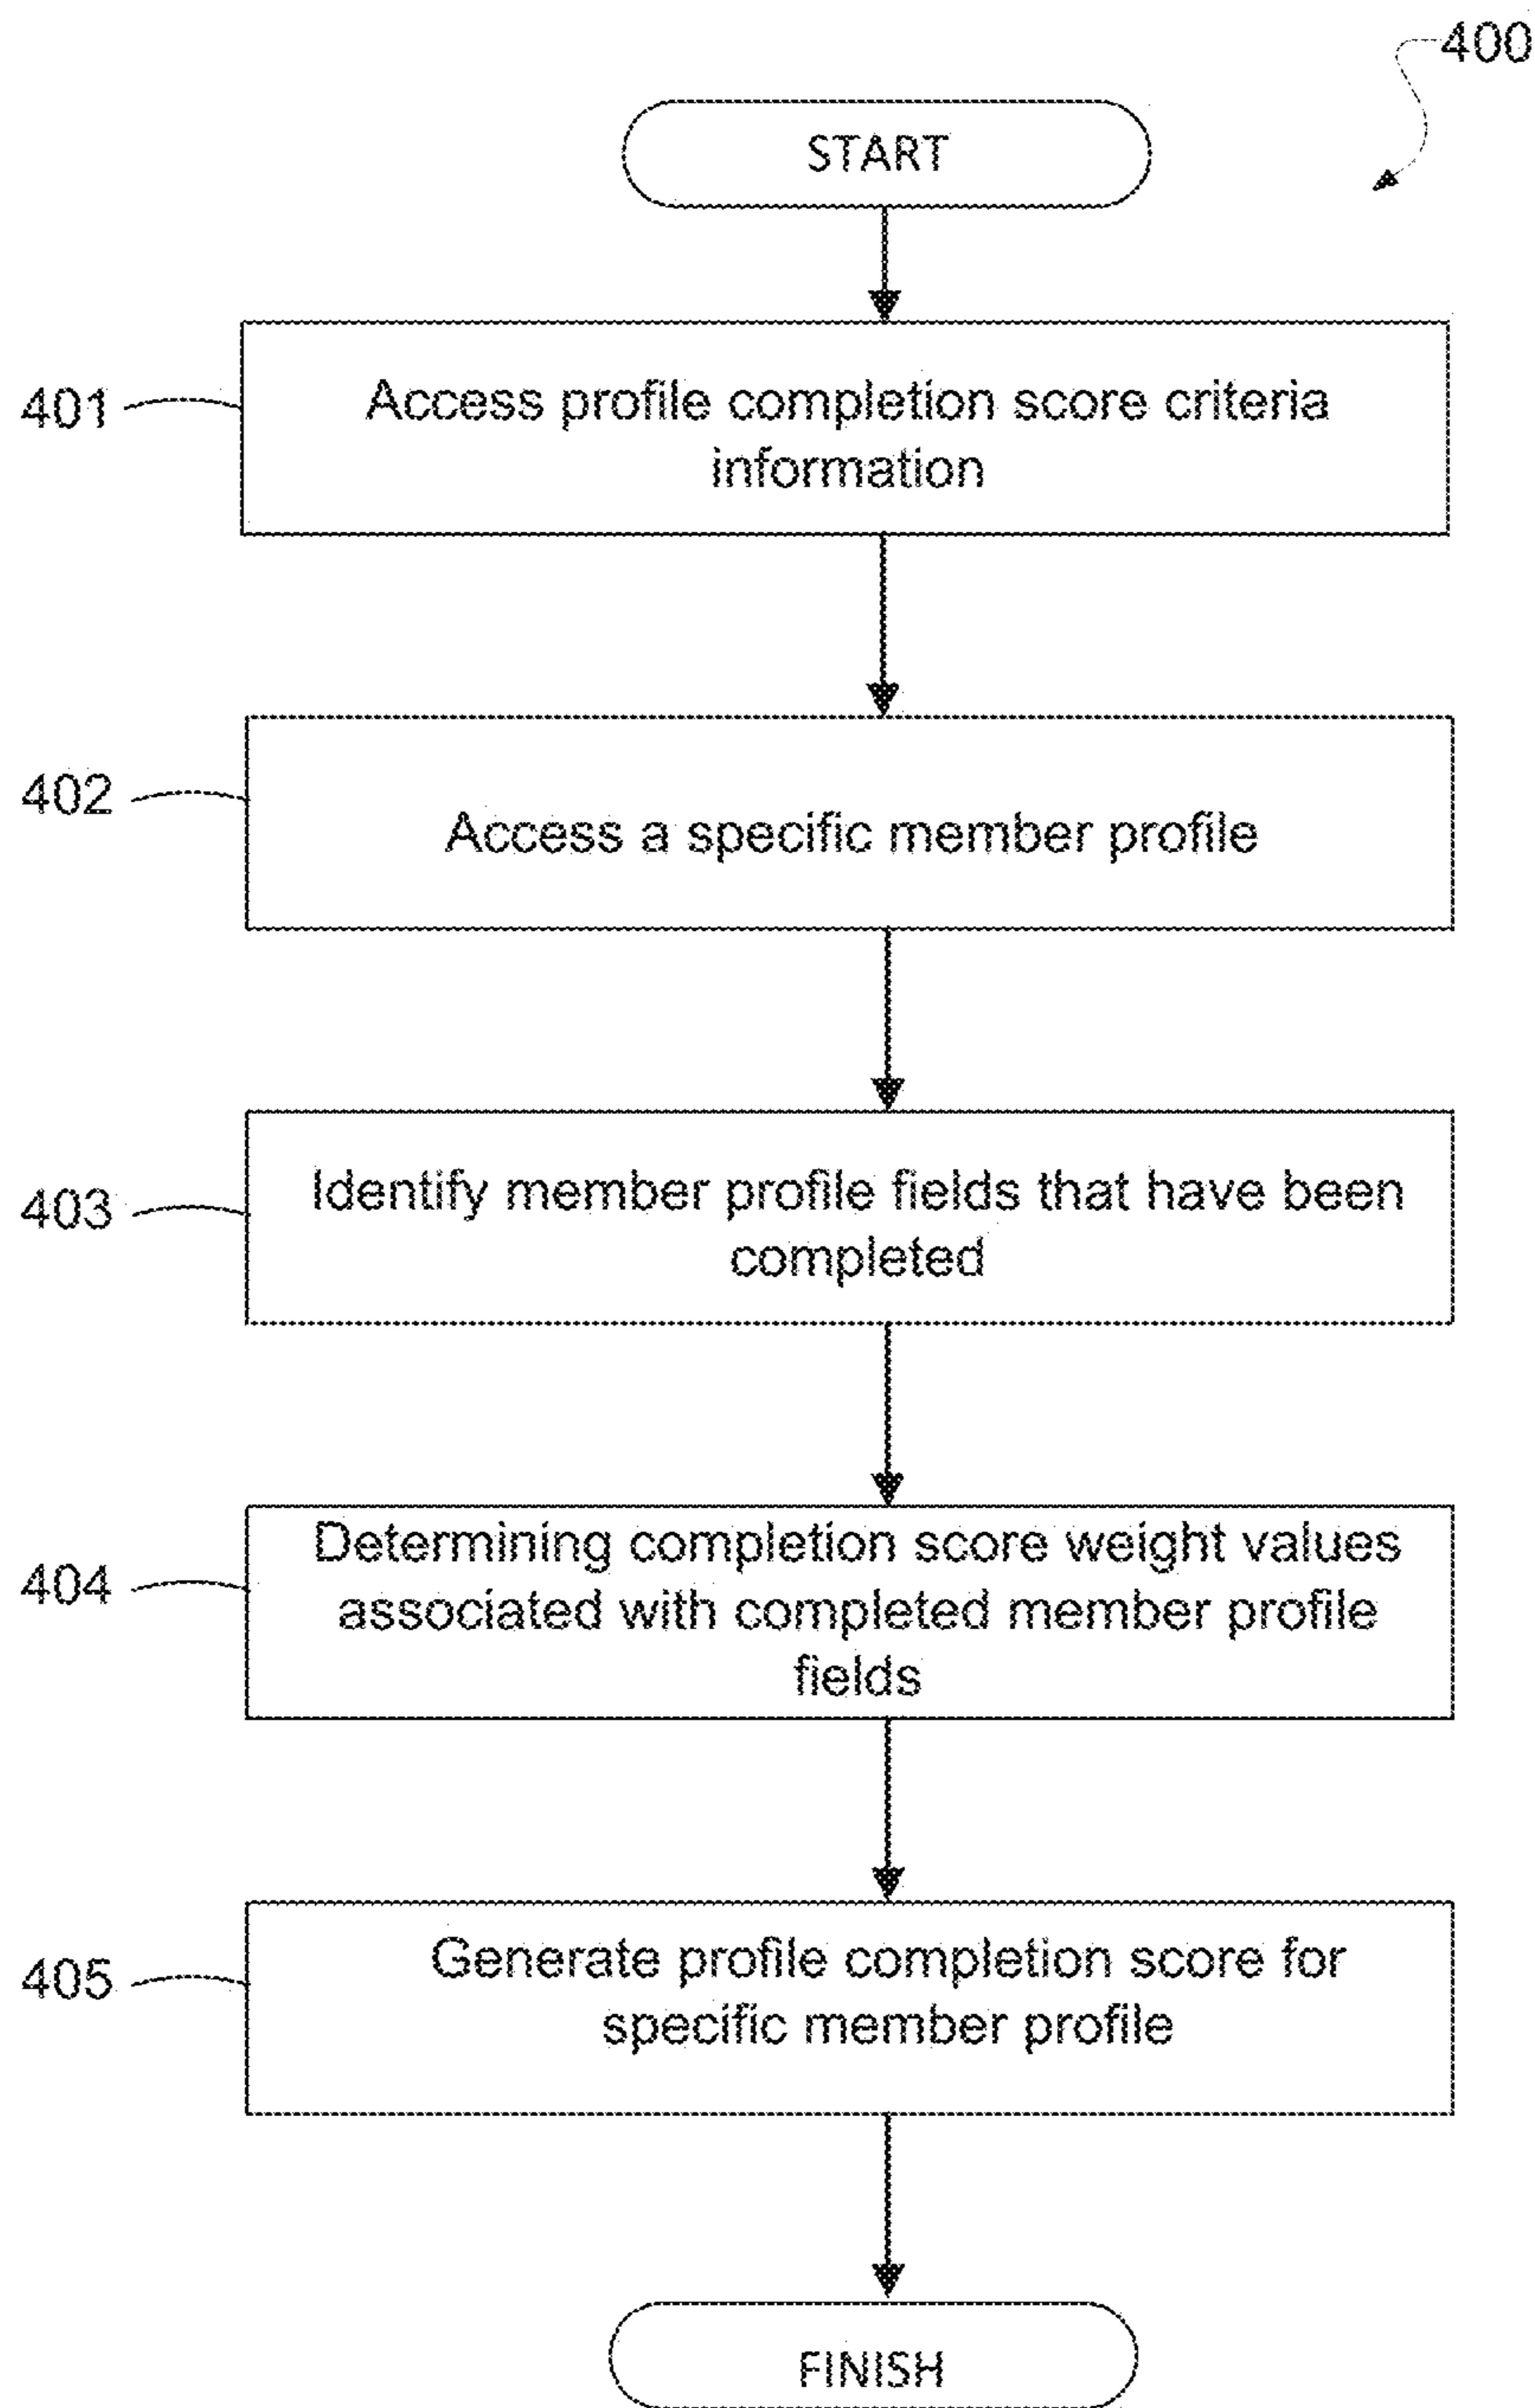 400
START
401
Access profile completion score criteria
information
402
Access a specific member profile
403
Identify member profile fields that have been
completed
404
Determining completion score weight values
associated with completed member profile
fields
405
Generate profile completion score for
specific member profile
FINISH